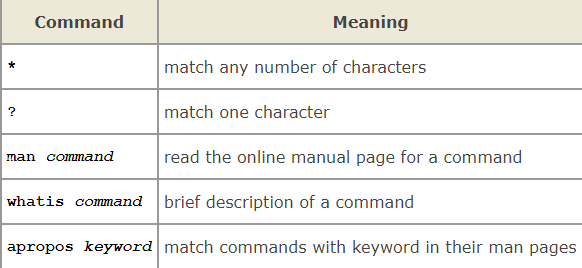 Command Meaning
* match any number of characters
? match one character
man command read the online manual page for a command
whatis command brief description of a command
apropos keyword match commands with keyword in their man pages